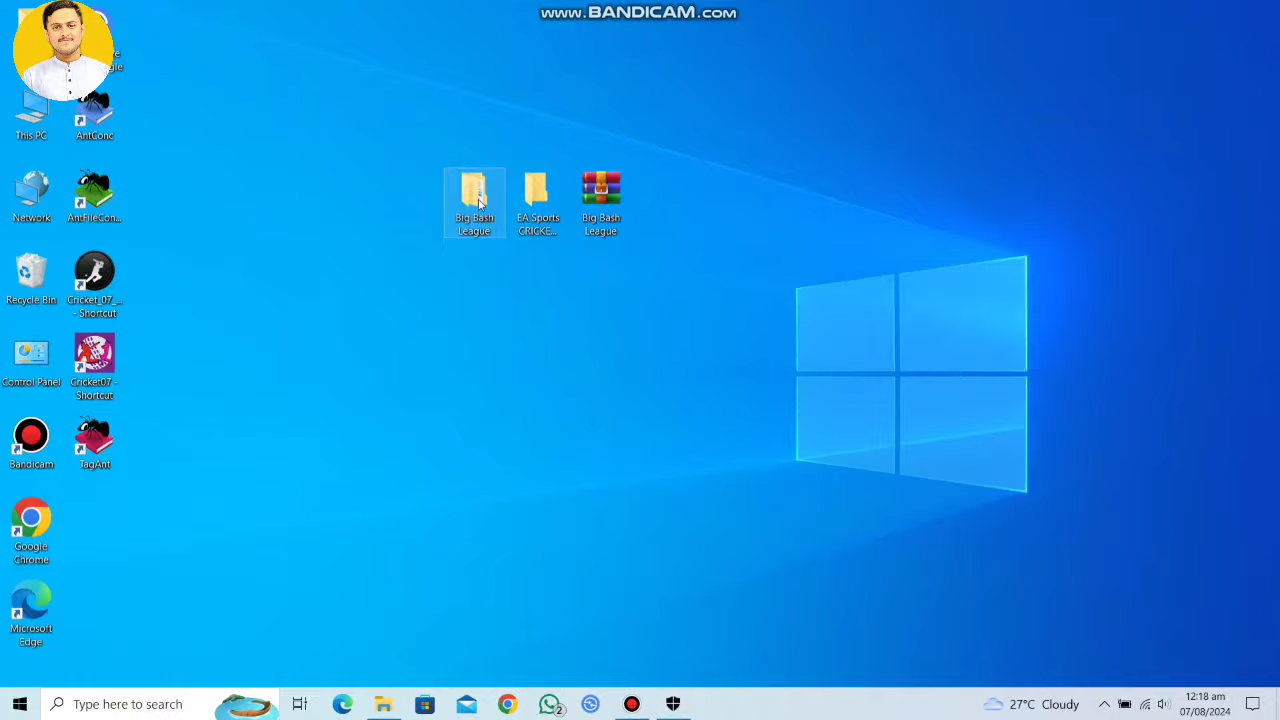 www.BANDICAM.com
This PC
AntConc
Network
AntFileCon...
Recycle Bin
Cricket_07_...
- Shortcut
Control Panel
Cricket07 -
Shortcut
Bandicam
TagAnt
Google
Chrome
Microsoft
Edge
Big Bash
League
EA Sports
CRICKE...
Big Bash
League
Type here to search
2
27°C Cloudy
12:18 am
07/08/2024